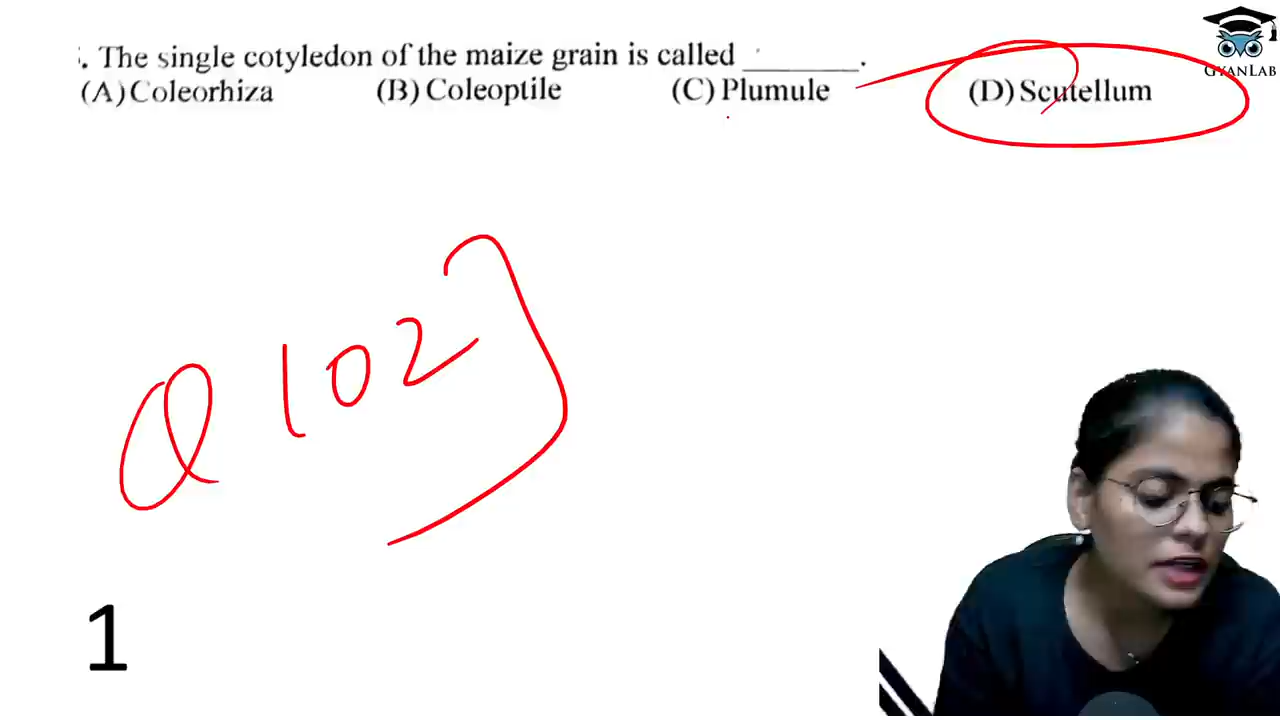 . The single cotyledon of the maize grain is called ________.
(A) Coleorhiza (B) Coleoptile (C) Plumule (D) Scutellum
GYANLAB
Q 102
1